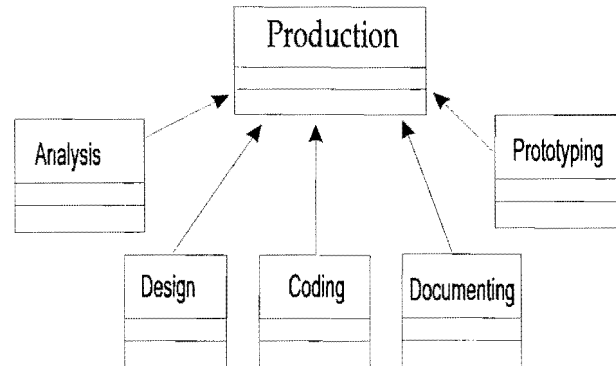 Production
Analysis
Prototyping
Design
Coding
Documenting